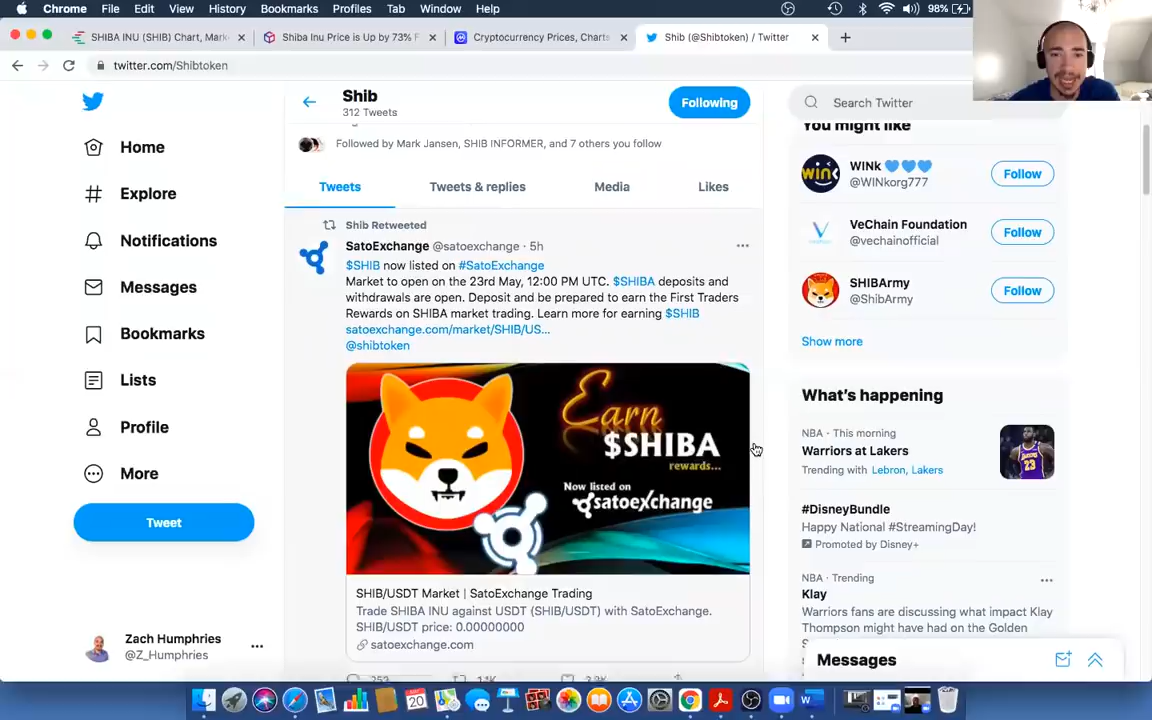 Chrome File Edit View History Bookmarks Profiles Tab Window Help 98%
SHIBA INU (SHIB) Chart, Mark
Shiba Inu Price is Up by 73% F
Cryptocurrency Prices, Charts
Shib (@Shibtoken) / Twitter
twitter.com/Shibtoken
Home
Explore
Notifications
Messages
Bookmarks
Lists
Profile
More
Tweet
Zach Humphries
@Z_Humphries
Shib
312 Tweets
Following
Followed by Mark Jansen, SHIB INFORMER, and 7 others you follow
Tweets Tweets & replies Media Likes
Shib Retweeted
SatoExchange @satoexchange · 5h
$SHIB now listed on #SatoExchange
Market to open on the 23rd May, 12:00 PM UTC. $SHIBA deposits and
withdrawals are open. Deposit and be prepared to earn the First Traders
Rewards on SHIBA market trading. Learn more for earning $SHIB
satoexchange.com/market/SHIB/US...
@shibtoken
Earn
$SHIBA
rewards...
Now listed on
satoexchange
SHIB/USDT Market | SatoExchange Trading
Trade SHIBA INU against USDT (SHIB/USDT) with SatoExchange.
SHIB/USDT price: 0.00000000
satoexchange.com
Search Twitter
You might like
WINk
@WINkorg777
Follow
VeChain Foundation
@vechainofficial
Follow
SHIBArmy
@ShibArmy
Follow
Show more
What's happening
NBA · This morning
Warriors at Lakers
Trending with Lebron, Lakers
#DisneyBundle
Happy National #StreamingDay!
Promoted by Disney+
NBA · Trending
Klay
Warriors fans are discussing what impact Klay
Thompson might have had on the Golden
Messages
20